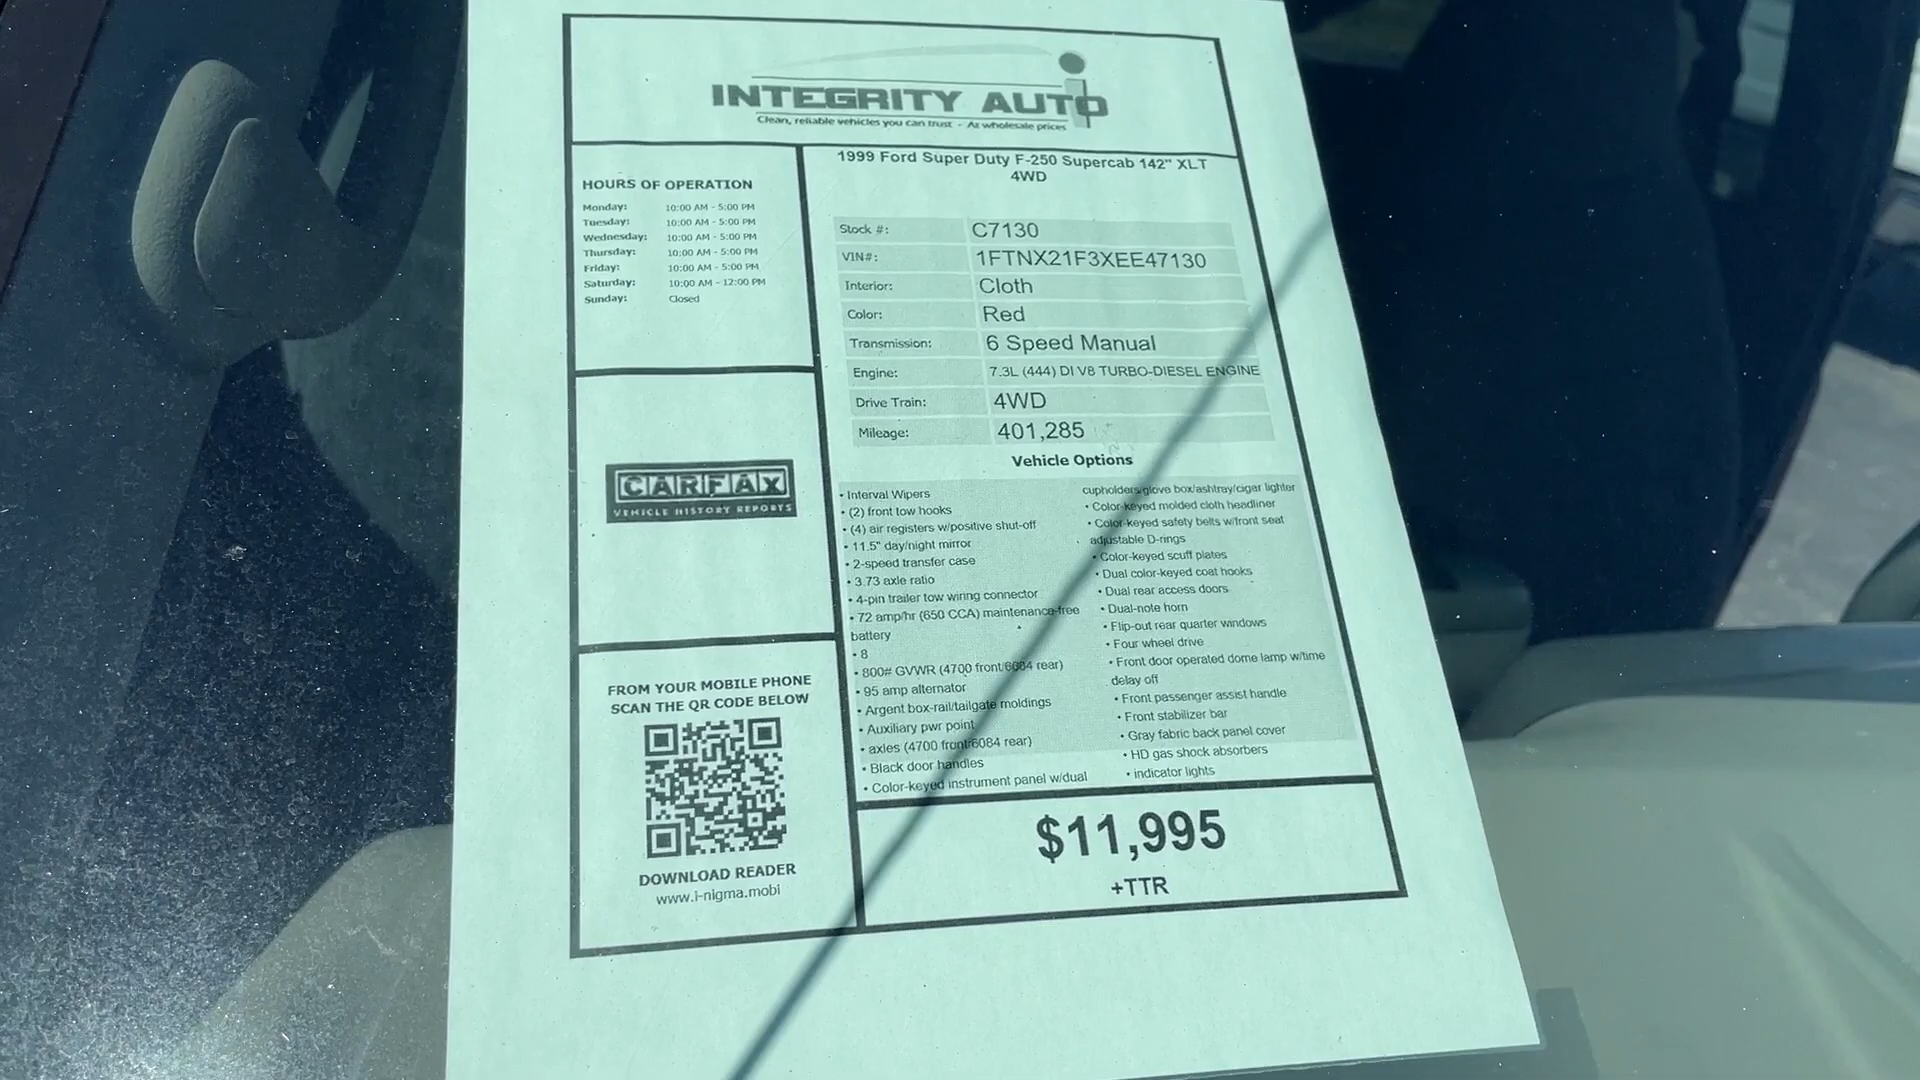 INTEGRITY AUTO
Clean, reliable vehicles you can trust - At wholesale prices
HOURS OF OPERATION
Monday: 10:00 AM - 5:00 PM
Tuesday: 10:00 AM - 5:00 PM
Wednesday: 10:00 AM - 5:00 PM
Thursday: 10:00 AM - 5:00 PM
Friday: 10:00 AM - 5:00 PM
Saturday: 10:00 AM - 12:00 PM
Sunday: Closed
CARFAX
VEHICLE HISTORY REPORTS
FROM YOUR MOBILE PHONE
SCAN THE QR CODE BELOW
DOWNLOAD READER
www.i-nigma.mobi
1999 Ford Super Duty F-250 Supercab 142" XLT
4WD
Stock #: C7130
VIN#: 1FTNX21F3XEE47130
Interior: Cloth
Color: Red
Transmission: 6 Speed Manual
Engine: 7.3L (444) DI V8 TURBO-DIESEL ENGINE
Drive Train: 4WD
Mileage: 401,285
Vehicle Options
• Interval Wipers
• (2) front tow hooks
• (4) air registers w/positive shut-off
• 11.5" day/night mirror
• 2-speed transfer case
• 3.73 axle ratio
• 4-pin trailer tow wiring connector
• 72 amp/hr (650 CCA) maintenance-free
battery
• 8
• 800# GVWR (4700 front/6084 rear)
• 95 amp alternator
• Argent box-rail/tailgate moldings
• Auxiliary pwr point
• axles (4700 front/6084 rear)
• Black door handles
• Color-keyed instrument panel w/dual
cupholders/glove box/ashtray/cigar lighter
• Color-keyed molded cloth headliner
• Color-keyed safety belts w/front seat
adjustable D-rings
• Color-keyed scuff plates
• Dual color-keyed coat hooks
• Dual rear access doors
• Dual-note horn
• Flip-out rear quarter windows
• Four wheel drive
• Front door operated dome lamp w/time
delay off
• Front passenger assist handle
• Front stabilizer bar
• Gray fabric back panel cover
• HD gas shock absorbers
• indicator lights
$11,995
+TTR